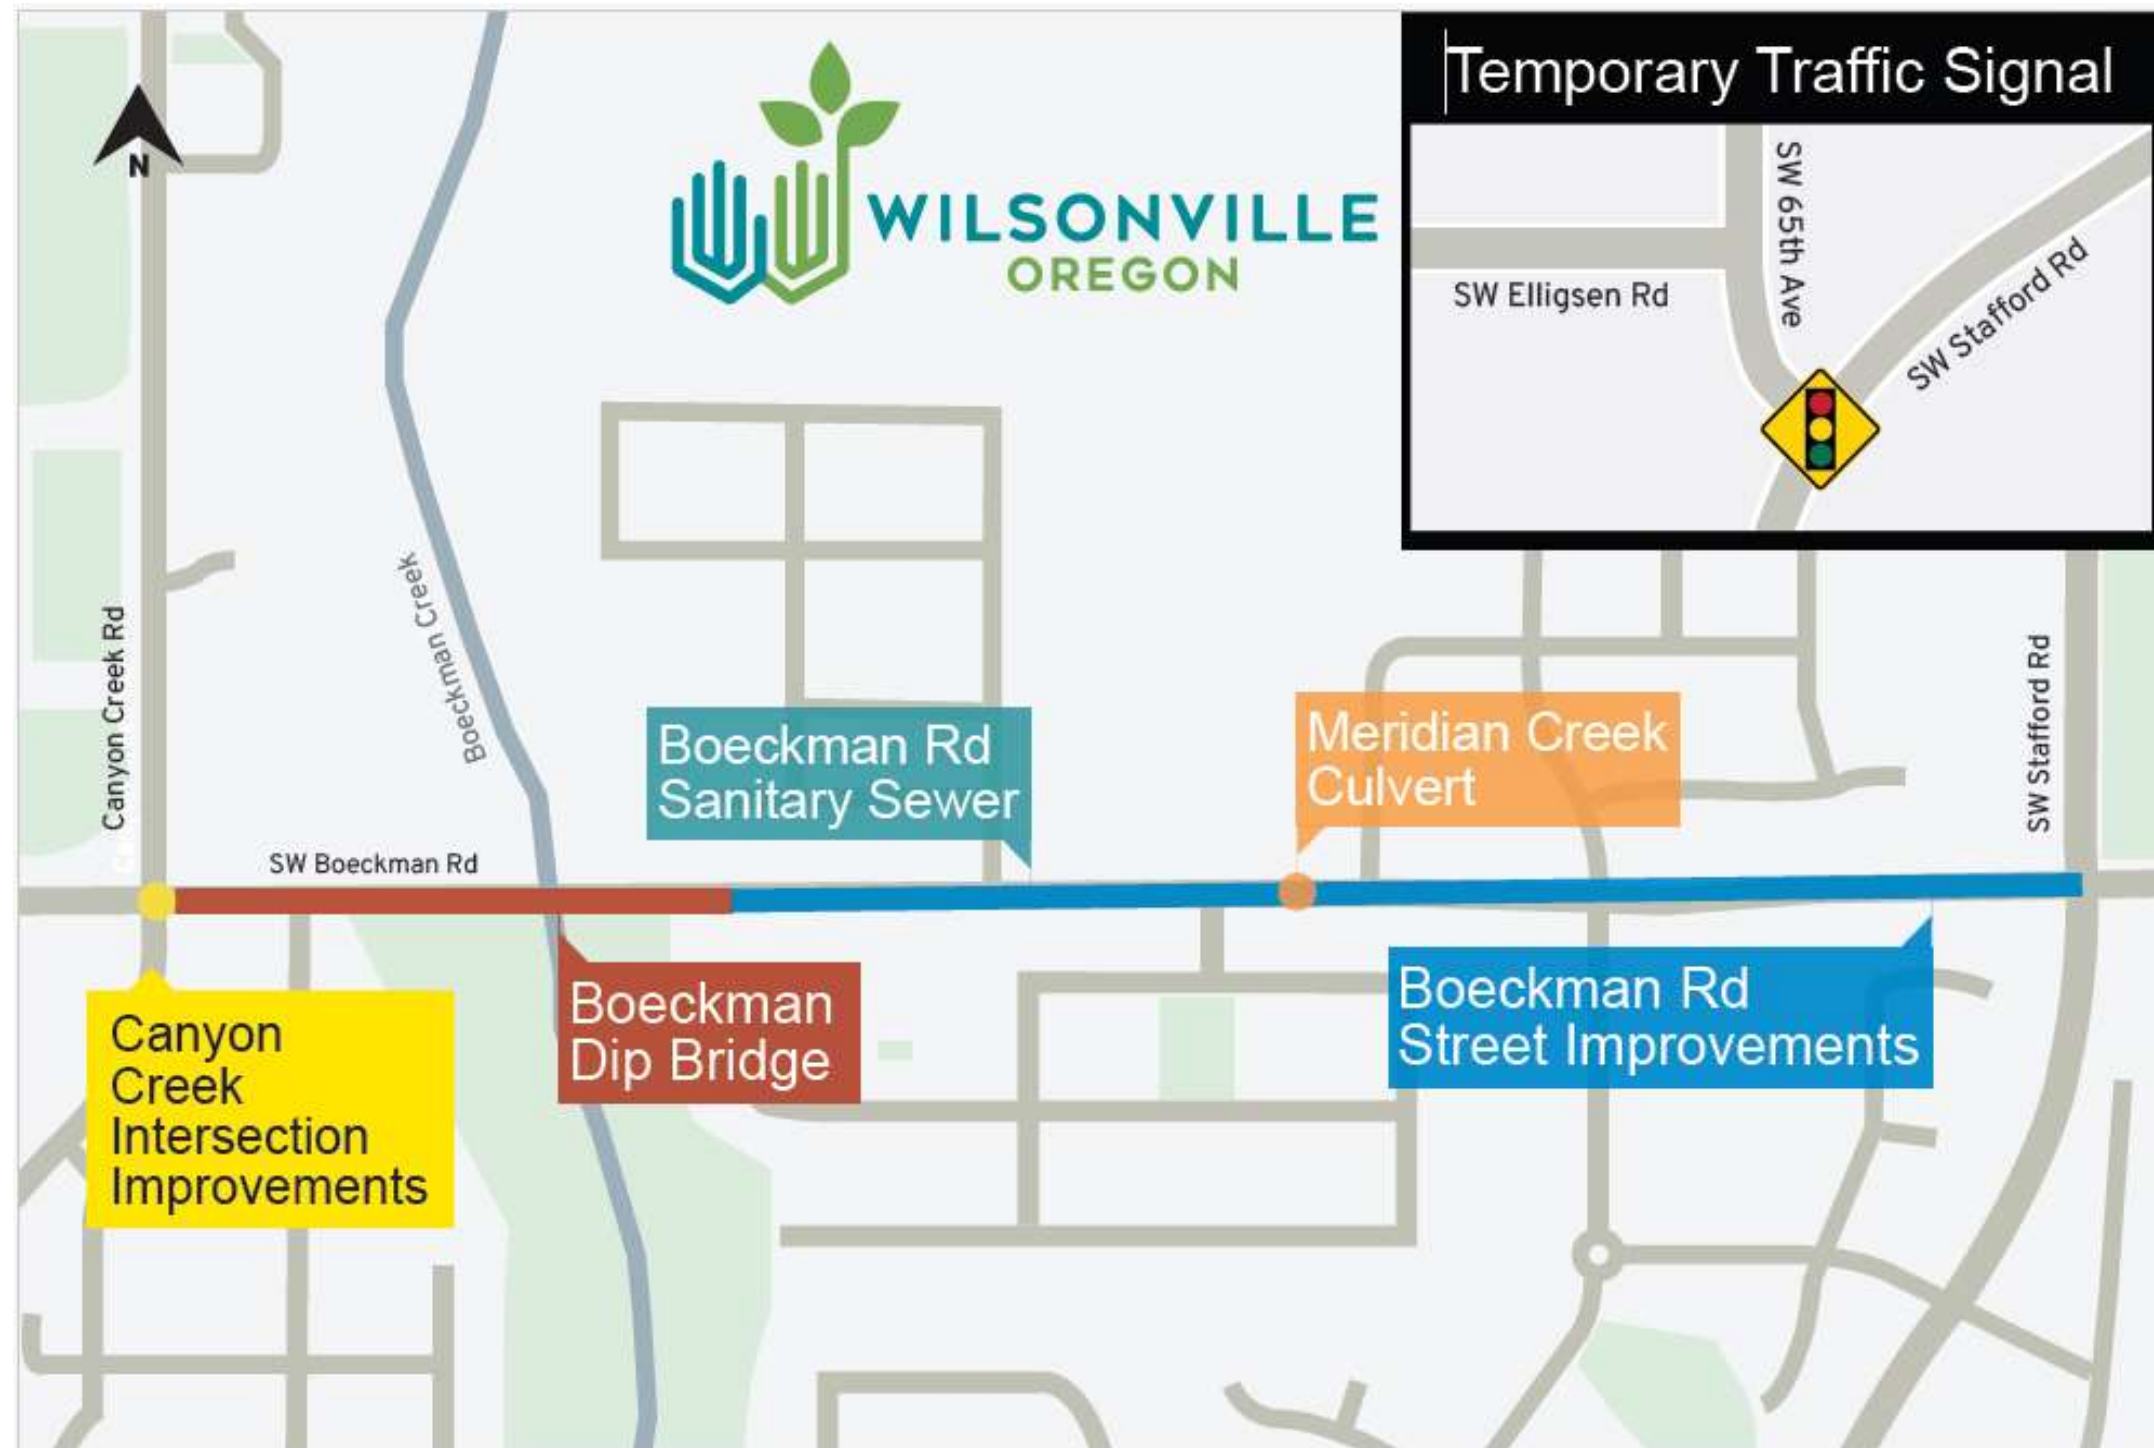 Temporary Traffic Signal
N
WILSONVILLE
OREGON
SW 65th Ave
SW Elligsen Rd
SW Stafford Rd
Boeckman Creek
Canyon Creek Rd
SW Stafford Rd
Boeckman Rd
Sanitary Sewer
Meridian Creek
Culvert
SW Boeckman Rd
Boeckman Rd
Street Improvements
Boeckman
Dip Bridge
Canyon
Creek
Intersection
Improvements